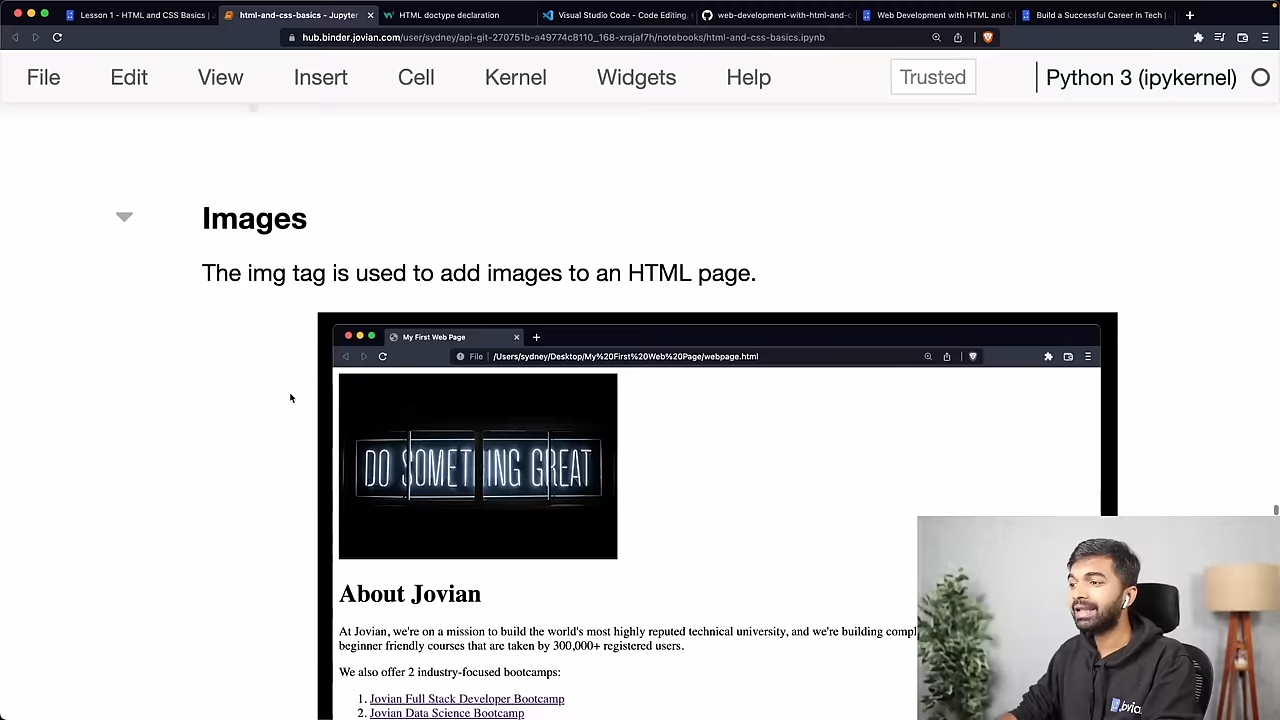 Lesson 1 - HTML and CSS Basics |
html-and-css-basics - Jupyter
HTML doctype declaration
Visual Studio Code - Code Editing.
web-development-with-html-and-c
Web Development with HTML and C
Build a Successful Career in Tech |
hub.binder.jovian.com/user/sydney/api-git-270751b-a49774c8110_168-xrajaf7h/notebooks/html-and-css-basics.ipynb
File Edit View Insert Cell Kernel Widgets Help Trusted Python 3 (ipykernel)
Images
The img tag is used to add images to an HTML page.
My First Web Page
File | /Users/sydney/Desktop/My%20First%20Web%20Page/webpage.html
DO SOMETHING GREAT
About Jovian
At Jovian, we're on a mission to build the world's most highly reputed technical university, and we're building compl
beginner friendly courses that are taken by 300,000+ registered users.
We also offer 2 industry-focused bootcamps:
1. Jovian Full Stack Developer Bootcamp
2. Jovian Data Science Bootcamp